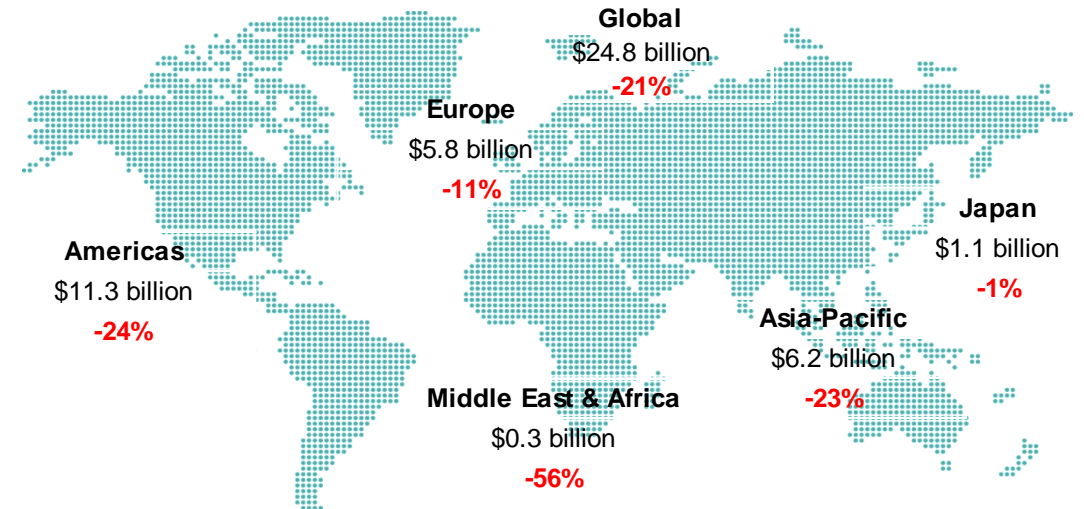 Global
$24.8 billion
-21%
Europe
$5.8 billion
-11%
Japan
$1.1 billion
-1%
Americas
$11.3 billion
-24%
Asia-Pacific
$6.2 billion
-23%
Middle East & Africa
$0.3 billion
-56%